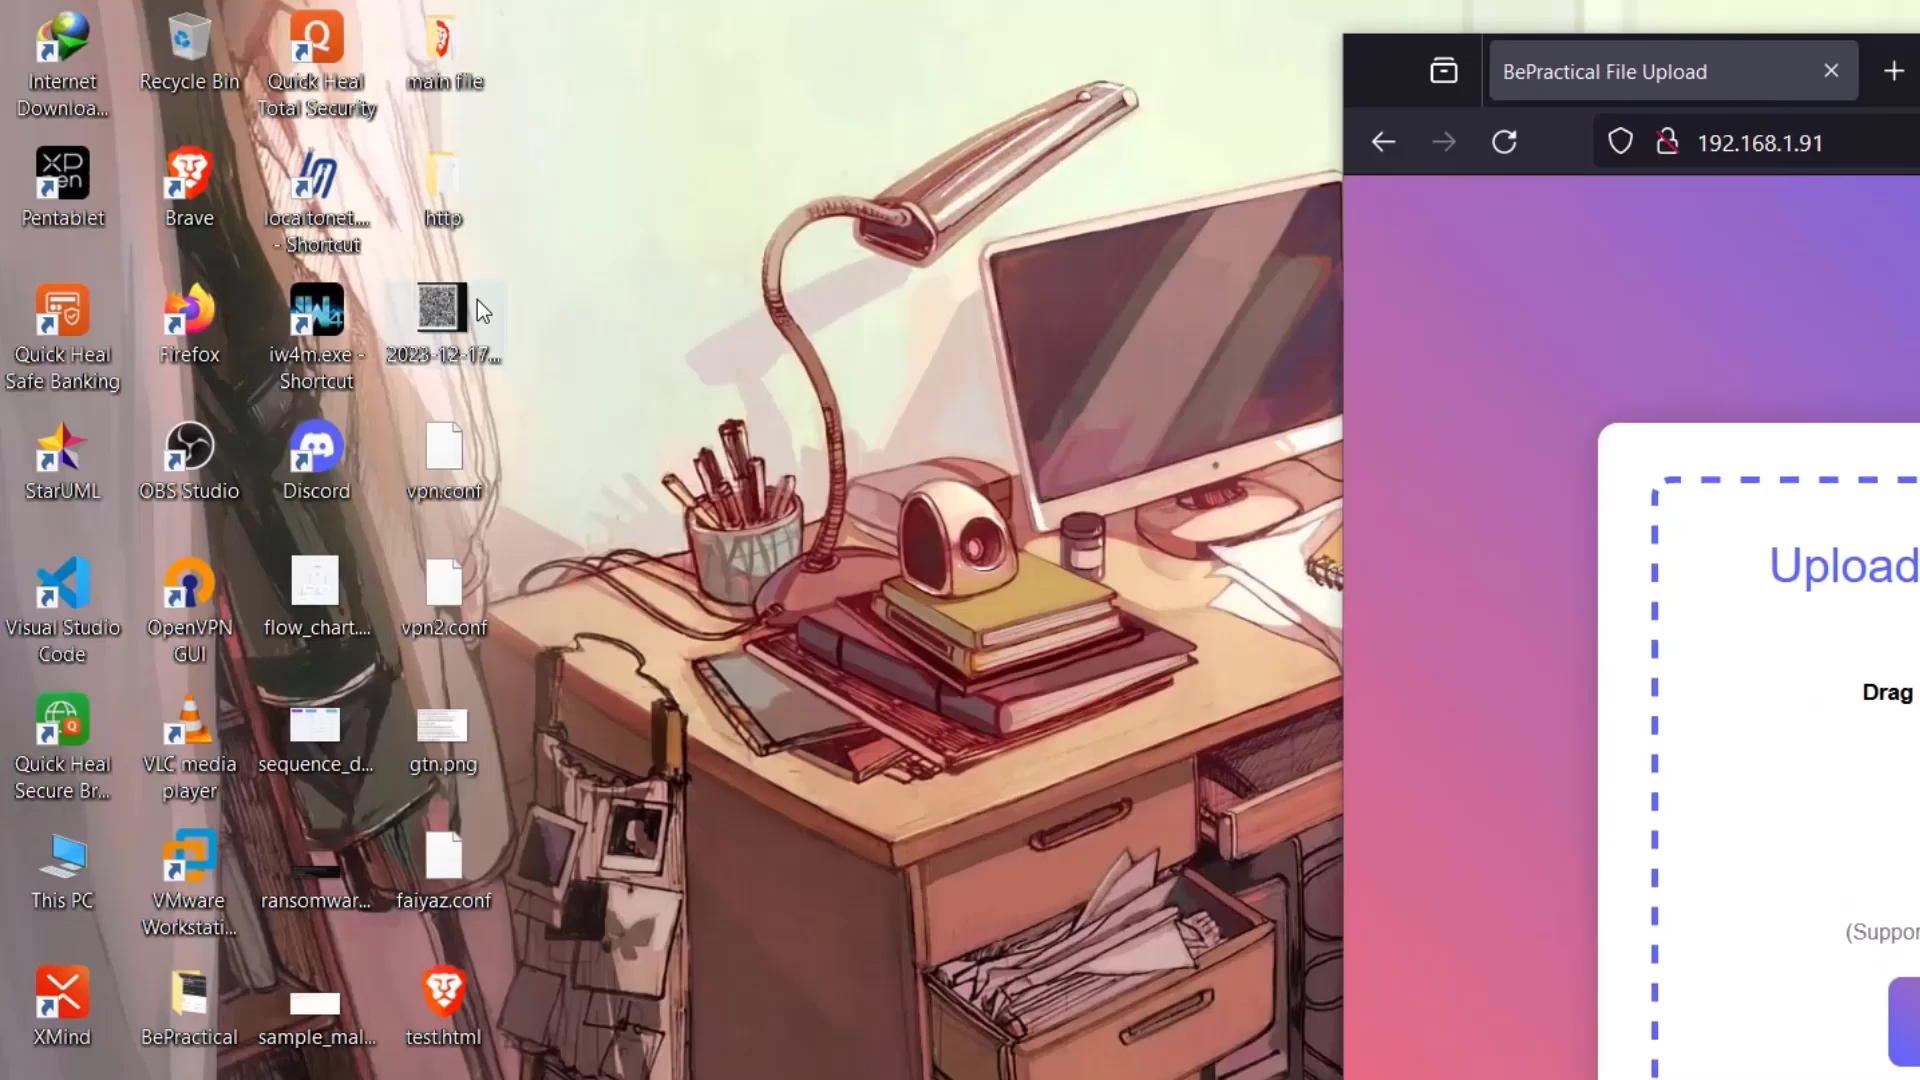 Internet
Downloa...
Recycle Bin
Quick Heal
Total Security
main file
XP
Pen
Pentablet
Brave
localtonet....
- Shortcut
http
Quick Heal
Safe Banking
Firefox
iw4m.exe -
Shortcut
2023-12-17...
StarUML
OBS Studio
Discord
vpn.conf
Visual Studio
Code
OpenVPN
GUI
flow_chart....
vpn2.conf
Quick Heal
Secure Br...
VLC media
player
sequence_d...
gtn.png
This PC
VMware
Workstati...
ransomwar...
faiyaz.conf
XMind
BePractical
sample_mal...
test.html
BePractical File Upload
192.168.1.91
Upload
Drag
(Suppor